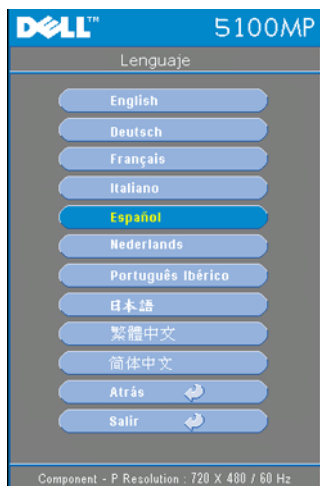 DELL™ 5100MP
Lenguaje
English
Deutsch
Français
Italiano
Español
Nederlands
Português Ibérico
日本語
繁體中文
简体中文
Atrás
Salir
Component - P Resolution : 720 X 480 / 60 Hz